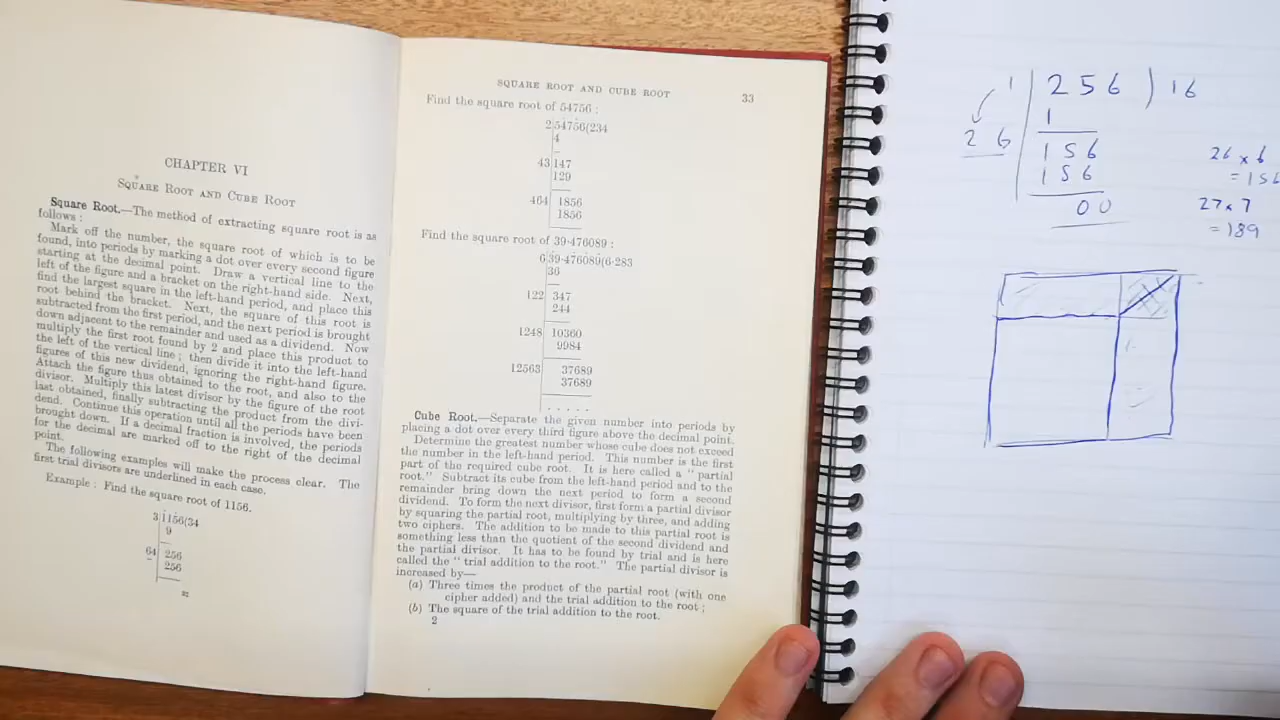 CHAPTER VI
SQUARE ROOT AND CUBE ROOT
Square Root.—The method of extracting square root is as
follows :
Mark off the number, the square root of which is to be
found, into periods by marking a dot over every second figure
starting at the decimal point. Draw a vertical line to the
left of the figure and a bracket on the right-hand side. Next,
find the largest square in the left-hand period, and place this
root behind the bracket. Next, the square of this root is
subtracted from the first period, and the next period is brought
down adjacent to the remainder and used as a dividend. Now
multiply the first root found by 2 and place this product to
the left of the vertical line ; then divide it into the left-hand
figures of this new dividend, ignoring the right-hand figure.
Attach the figure thus obtained to the root, and also to the
divisor. Multiply this latest divisor by the figure of the root
last obtained, finally subtracting the product from the divi-
dend. Continue this operation until all the periods have been
brought down. If a decimal fraction is involved, the periods
for the decimal are marked off to the right of the decimal
point.
The following examples will make the process clear. The
first trial divisors are underlined in each case.
Example : Find the square root of 1156.
3|1156(34
9
64 256
256
32
SQUARE ROOT AND CUBE ROOT 33
Find the square root of 54756 :
2|54756(234
4
43 147
129
464 1856
1856
Find the square root of 39·476089 :
6|39·476089(6·283
36
122 347
244
1248 10360
9984
12563 37689
37689
. . . . .
Cube Root.—Separate the given number into periods by
placing a dot over every third figure above the decimal point.
Determine the greatest number whose cube does not exceed
the number in the left-hand period. This number is the first
part of the required cube root. It is here called a " partial
root." Subtract its cube from the left-hand period and to the
remainder bring down the next period to form a second
dividend. To form the next divisor, first form a partial divisor
by squaring the partial root, multiplying by three, and adding
two ciphers. The addition to be made to this partial root is
something less than the quotient of the second dividend and
the partial divisor. It has to be found by trial and is here
called the " trial addition to the root." The partial divisor is
increased by—
(a) Three times the product of the partial root (with one
cipher added) and the trial addition to the root ;
(b) The square of the trial addition to the root.
2
1 256 ) 16
1
2 6 156
156
00
26 x 6
= 156
27 x 7
= 189